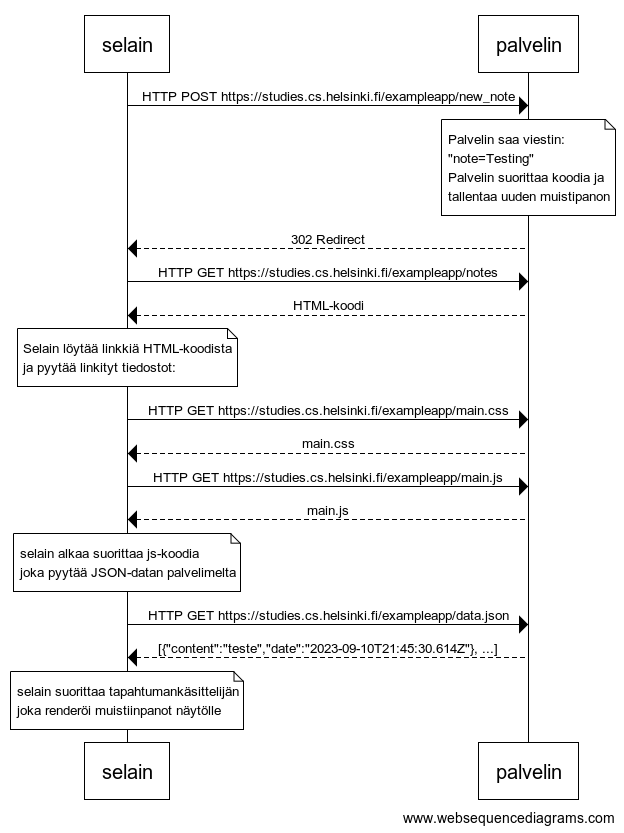 selain
palvelin
HTTP POST https://studies.cs.helsinki.fi/exampleapp/new_note
Palvelin saa viestin:
"note=Testing"
Palvelin suorittaa koodia ja
tallentaa uuden muistipanon
302 Redirect
HTTP GET https://studies.cs.helsinki.fi/exampleapp/notes
HTML-koodi
Selain löytää linkkiä HTML-koodista
ja pyytää linkityt tiedostot:
HTTP GET https://studies.cs.helsinki.fi/exampleapp/main.css
main.css
HTTP GET https://studies.cs.helsinki.fi/exampleapp/main.js
main.js
selain alkaa suorittaa js-koodia
joka pyytää JSON-datan palvelimelta
HTTP GET https://studies.cs.helsinki.fi/exampleapp/data.json
[{"content":"teste","date":"2023-09-10T21:45:30.614Z"}, ...]
selain suorittaa tapahtumankäsittelijän
joka renderöi muistiinpanot näytölle
selain
palvelin
www.websequencediagrams.com